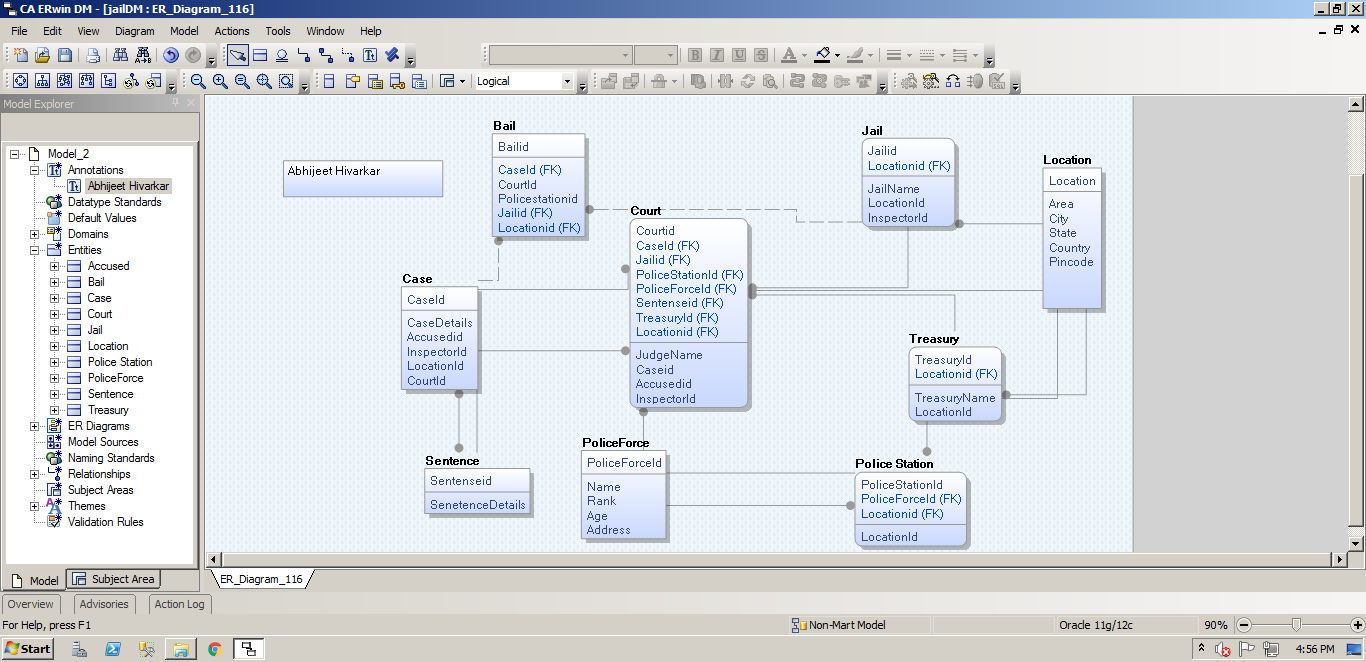 CA ERwin DM - [jailDM : ER_Diagram_116]
File Edit View Diagram Model Actions Tools Window Help
Logical
Model Explorer
Model_2
Annotations
Abhijeet Hivarkar
Datatype Standards
Default Values
Domains
Entities
Accused
Bail
Case
Court
Jail
Location
Police Station
PoliceForce
Sentence
Treasury
ER Diagrams
Model Sources
Naming Standards
Relationships
Subject Areas
Themes
Validation Rules
Model Subject Area
Abhijeet Hivarkar
Bail
Bailid
CaseId (FK)
CourtId
Policestationid
Jailid (FK)
Locationid (FK)
Jail
Jailid
Locationid (FK)
JailName
LocationId
InspectorId
Location
Location
Area
City
State
Country
Pincode
Court
Courtid
CaseId (FK)
Jailid (FK)
PoliceStationId (FK)
PoliceForceId (FK)
Sentenseid (FK)
TreasuryId (FK)
Locationid (FK)
JudgeName
Caseid
Accusedid
InspectorId
Case
CaseId
CaseDetails
Accusedid
InspectorId
LocationId
CourtId
Treasury
TreasuryId
Locationid (FK)
TreasuryName
LocationId
Sentence
Sentenseid
SenetenceDetails
PoliceForce
PoliceForceId
Name
Rank
Age
Address
Police Station
PoliceStationId
PoliceForceId (FK)
Locationid (FK)
LocationId
ER_Diagram_116
Overview Advisories Action Log
For Help, press F1 Non-Mart Model Oracle 11g/12c 90%
Start 4:56 PM